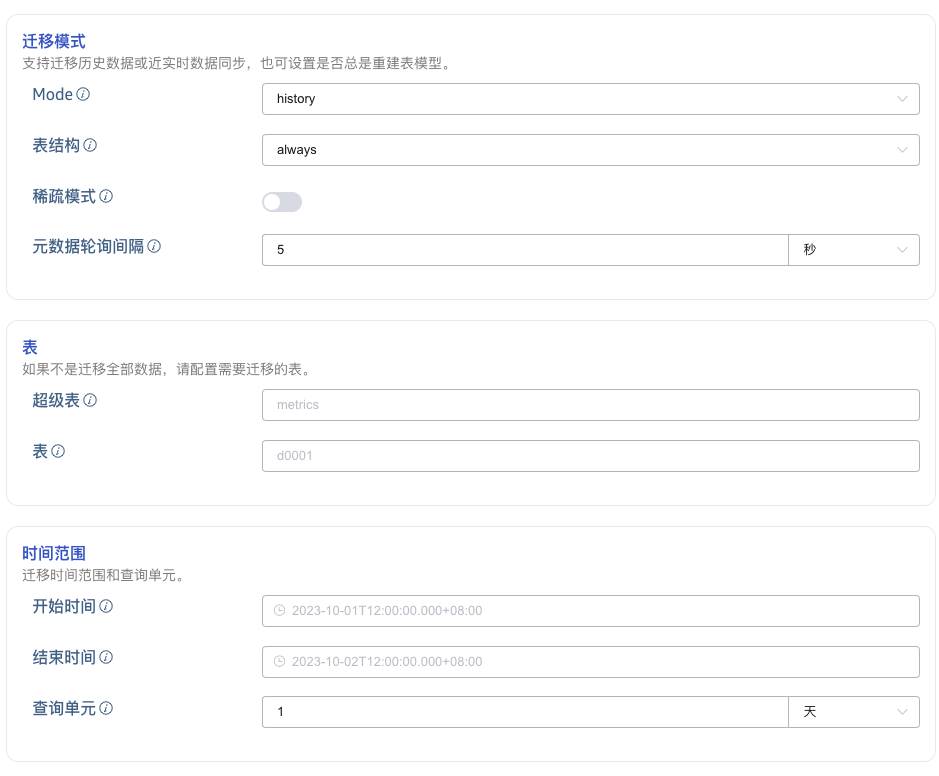 迁移模式
支持迁移历史数据或近实时数据同步，也可设置是否总是重建表模型。
Mode
history
表结构
always
稀疏模式
元数据轮询间隔
5
秒
表
如果不是迁移全部数据，请配置需要迁移的表。
超级表
metrics
表
d0001
时间范围
迁移时间范围和查询单元。
开始时间
2023-10-01T12:00:00.000+08:00
结束时间
2023-10-02T12:00:00.000+08:00
查询单元
1
天